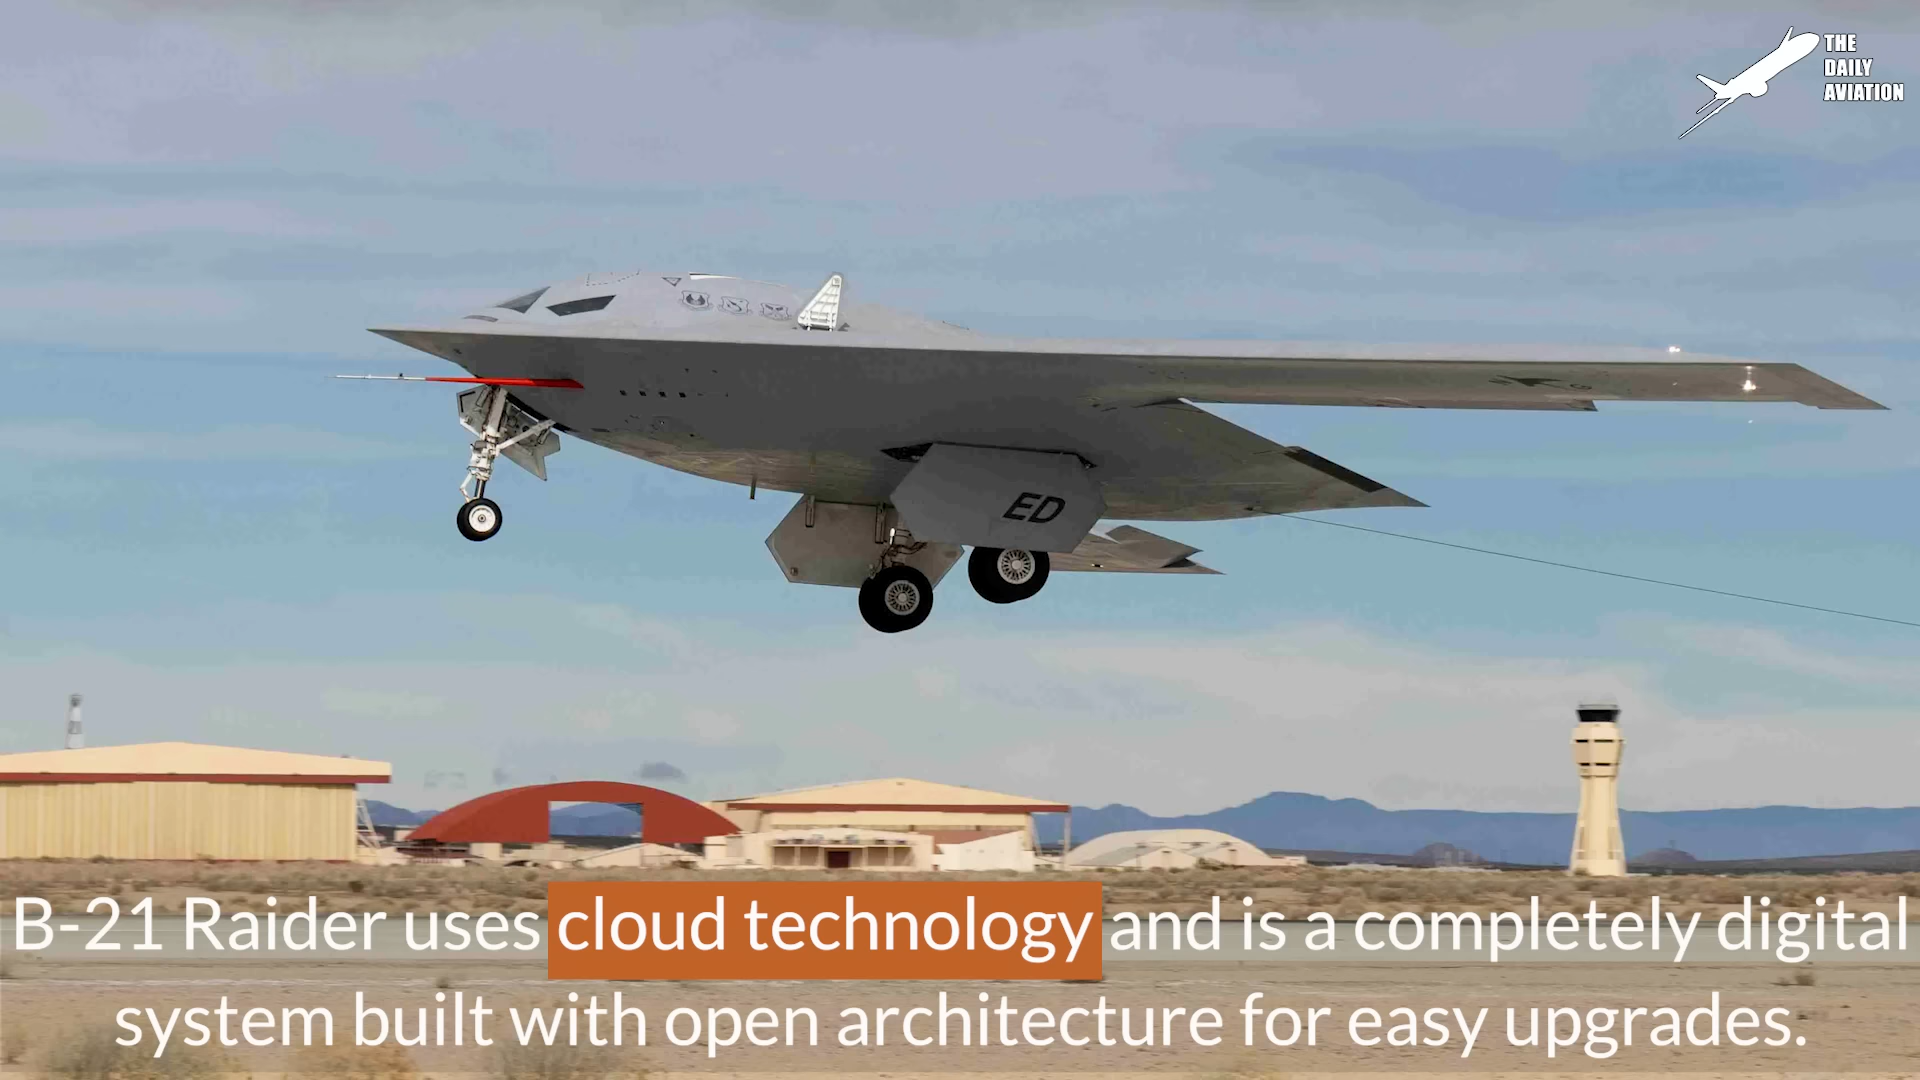 THE
DAILY
AVIATION
ED
B-21 Raider uses cloud technology and is a completely digital
system built with open architecture for easy upgrades.